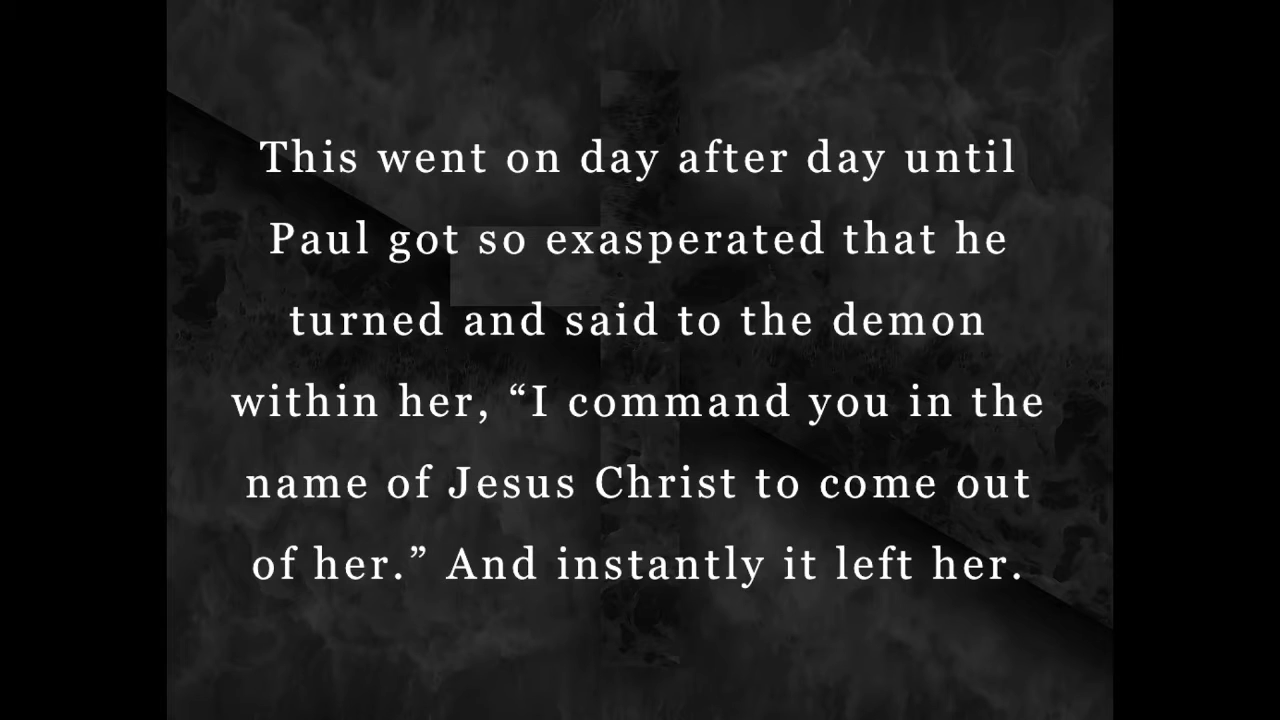 This went on day after day until
Paul got so exasperated that he
turned and said to the demon
within her, “I command you in the
name of Jesus Christ to come out
of her.” And instantly it left her.